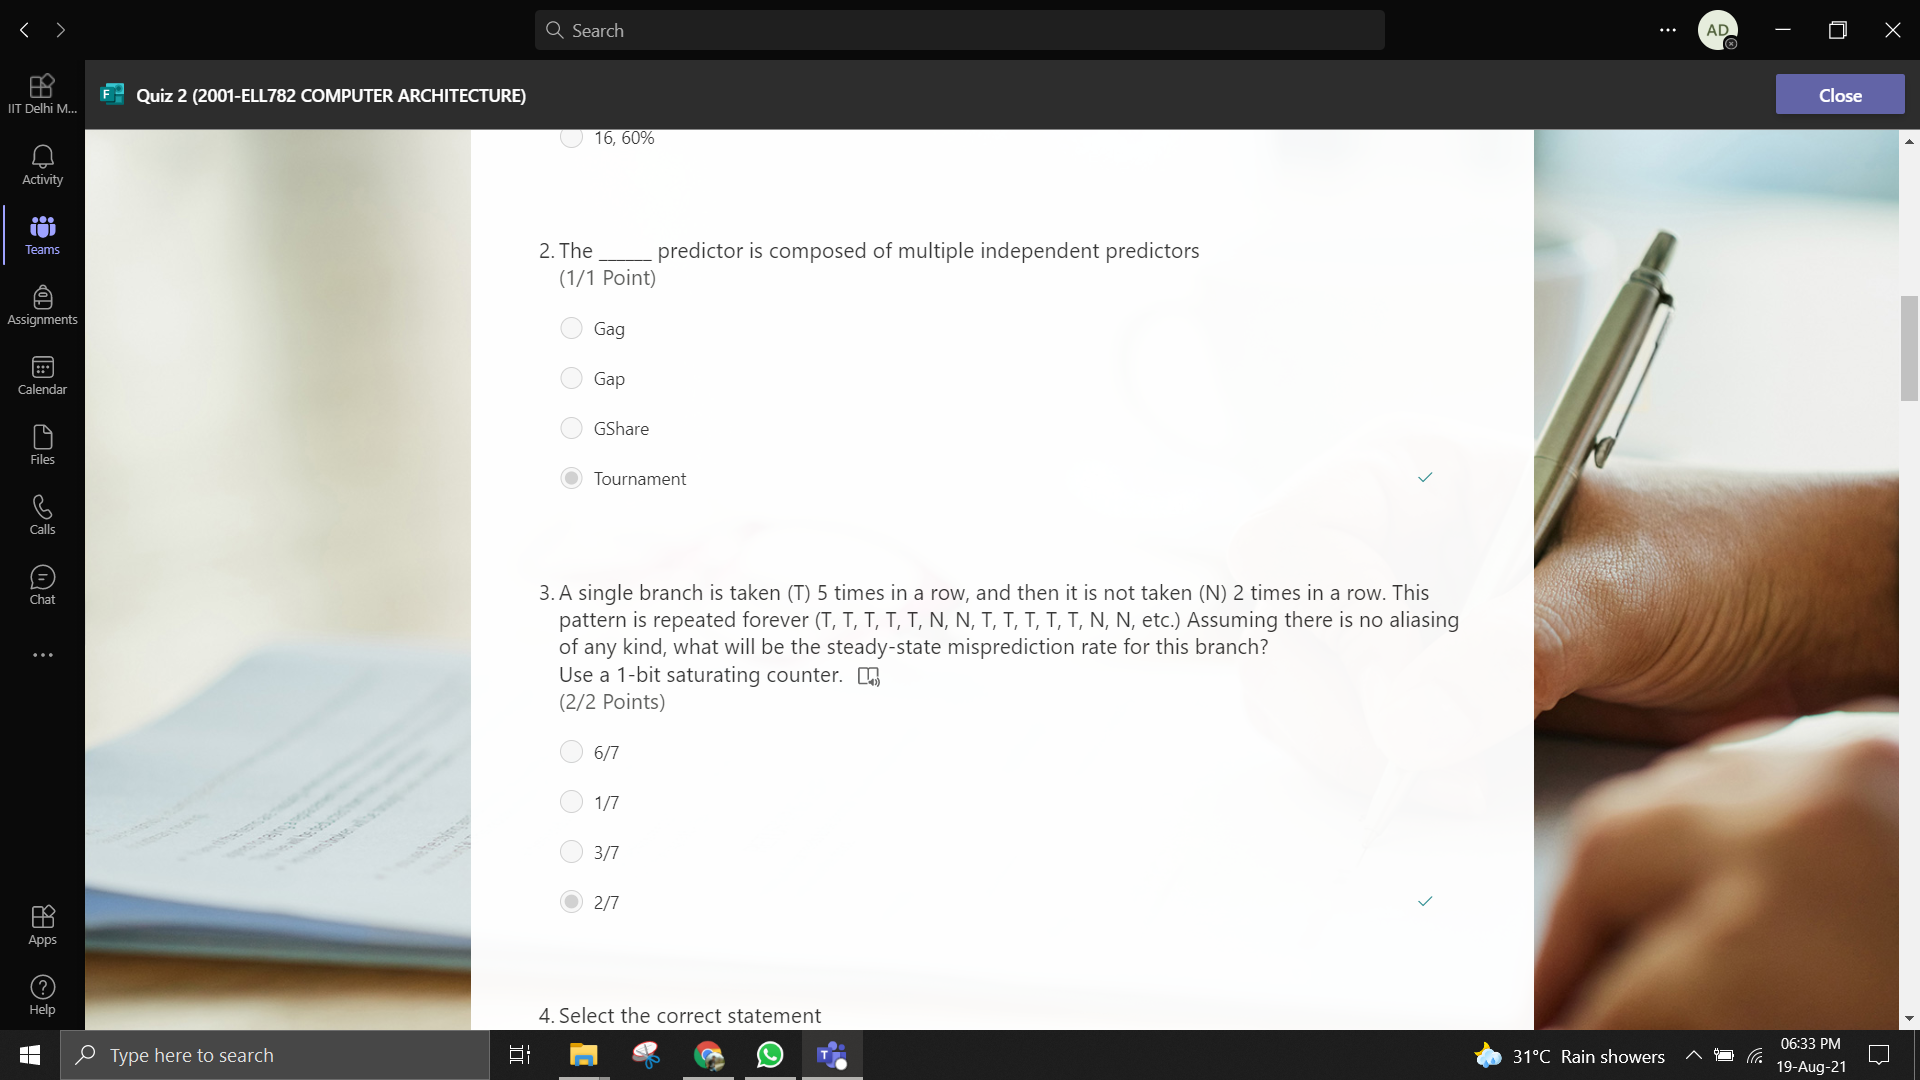 Search
AD
IIT Delhi M...
Quiz 2 (2001-ELL782 COMPUTER ARCHITECTURE)
Close
Activity
Teams
Assignments
Calendar
Files
Calls
Chat
Apps
Help
16, 60%
2. The ______ predictor is composed of multiple independent predictors
(1/1 Point)
Gag
Gap
GShare
Tournament
3. A single branch is taken (T) 5 times in a row, and then it is not taken (N) 2 times in a row. This
pattern is repeated forever (T, T, T, T, T, N, N, T, T, T, T, T, N, N, etc.) Assuming there is no aliasing
of any kind, what will be the steady-state misprediction rate for this branch?
Use a 1-bit saturating counter.
(2/2 Points)
6/7
1/7
3/7
2/7
4. Select the correct statement
Type here to search
31°C Rain showers
06:33 PM
19-Aug-21